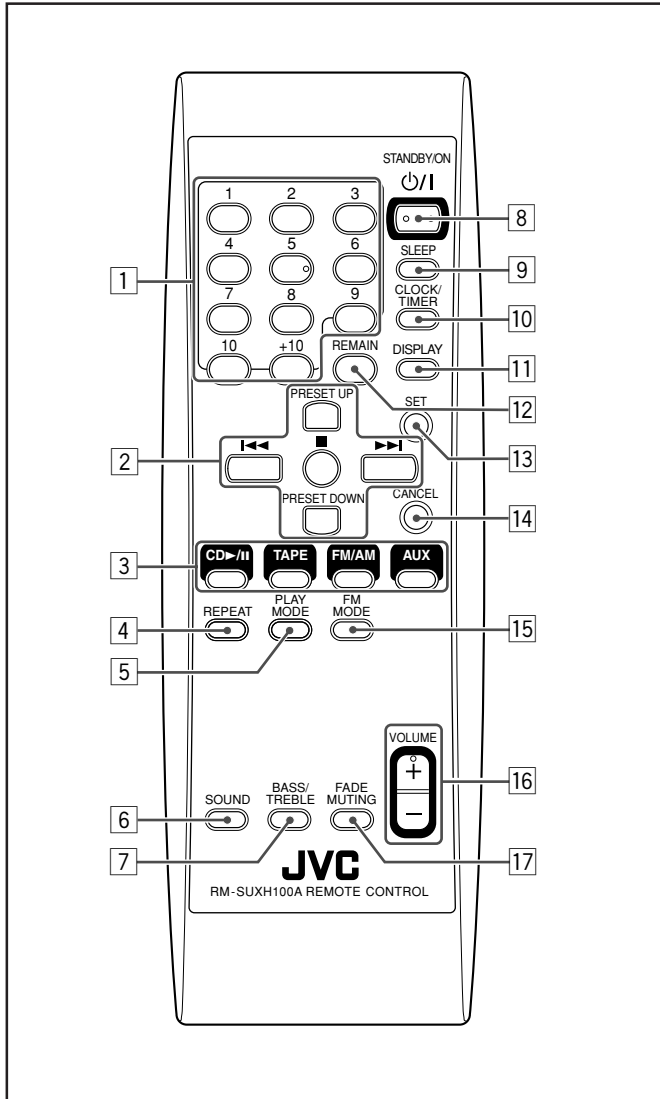 STANDBY/ON
⏻/I
1 2 3
8
SLEEP
4 5 6
9
1
CLOCK/
TIMER
7 8 9
10
10 +10 REMAIN DISPLAY
11
PRESET UP
12
SET
2
13
PRESET DOWN
CANCEL
14
3
CD►/II TAPE FM/AM AUX
REPEAT
PLAY
MODE
FM
MODE
4
15
5
VOLUME
+
16
SOUND
BASS/
TREBLE
FADE
MUTING
–
6
7
17
JVC
RM-SUXH100A REMOTE CONTROL